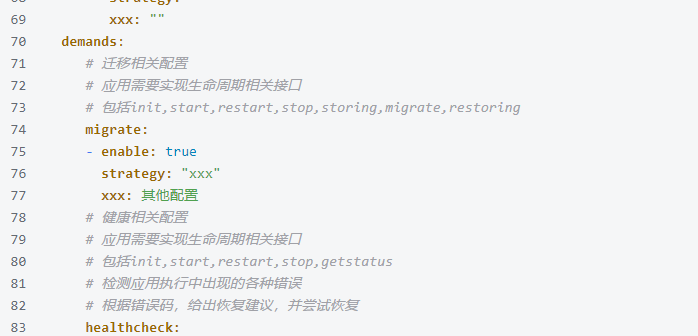 strategy:
69 xxx: ""
70 demands:
71 # 迁移相关配置
72 # 应用需要实现生命周期相关接口
73 # 包括init,start,restart,stop,storing,migrate,restoring
74 migrate:
75 - enable: true
76 strategy: "xxx"
77 xxx: 其他配置
78 # 健康相关配置
79 # 应用需要实现生命周期相关接口
80 # 包括init,start,restart,stop,getstatus
81 # 检测应用执行中出现的各种错误
82 # 根据错误码，给出恢复建议，并尝试恢复
83 healthcheck: